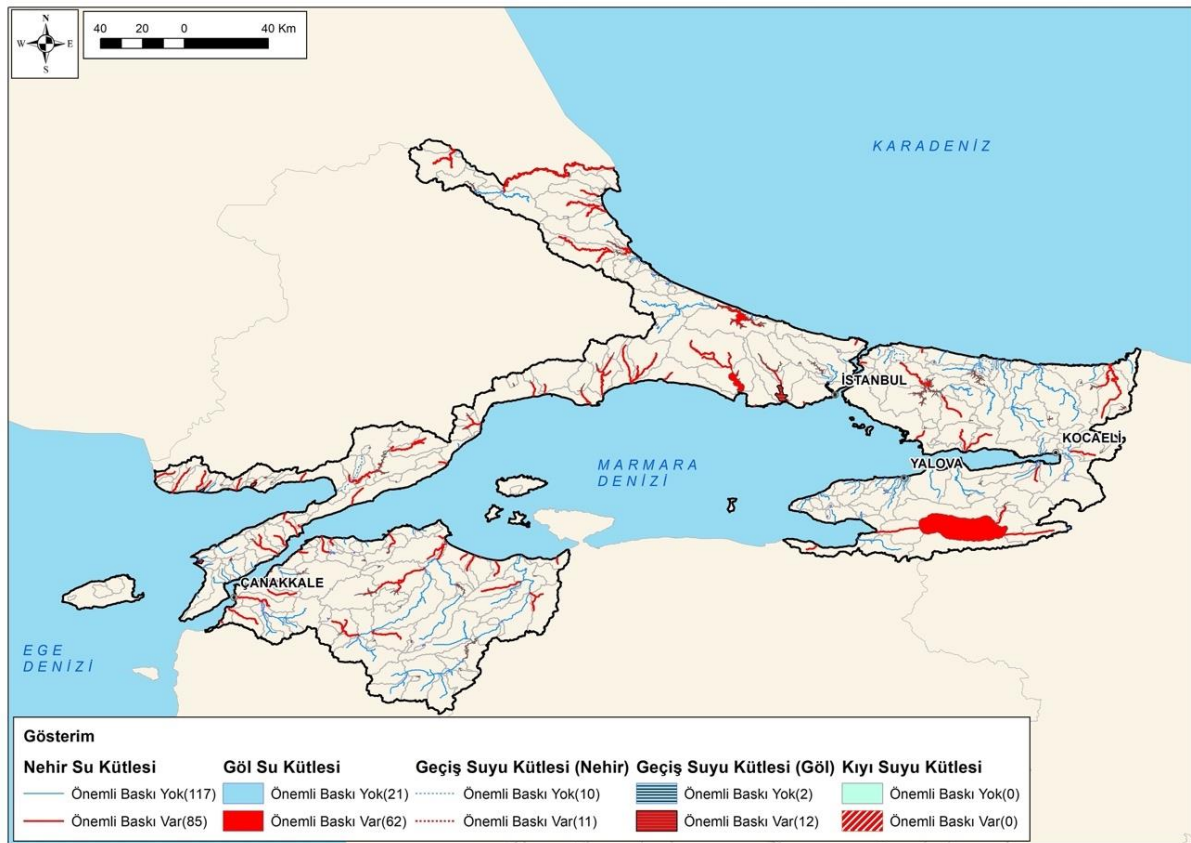 N
W E
S
40 20 0 40 Km
KARADENİZ
İSTANBUL
KOCAELİ
YALOVA
MARMARA
DENİZİ
ÇANAKKALE
EGE
DENİZİ
Gösterim
Nehir Su Kütlesi
Önemli Baskı Yok(117)
Önemli Baskı Var(85)
Göl Su Kütlesi
Önemli Baskı Yok(21)
Önemli Baskı Var(62)
Geçiş Suyu Kütlesi (Nehir)
Önemli Baskı Yok(10)
Önemli Baskı Var(11)
Geçiş Suyu Kütlesi (Göl)
Önemli Baskı Yok(2)
Önemli Baskı Var(12)
Kıyı Suyu Kütlesi
Önemli Baskı Yok(0)
Önemli Baskı Var(0)